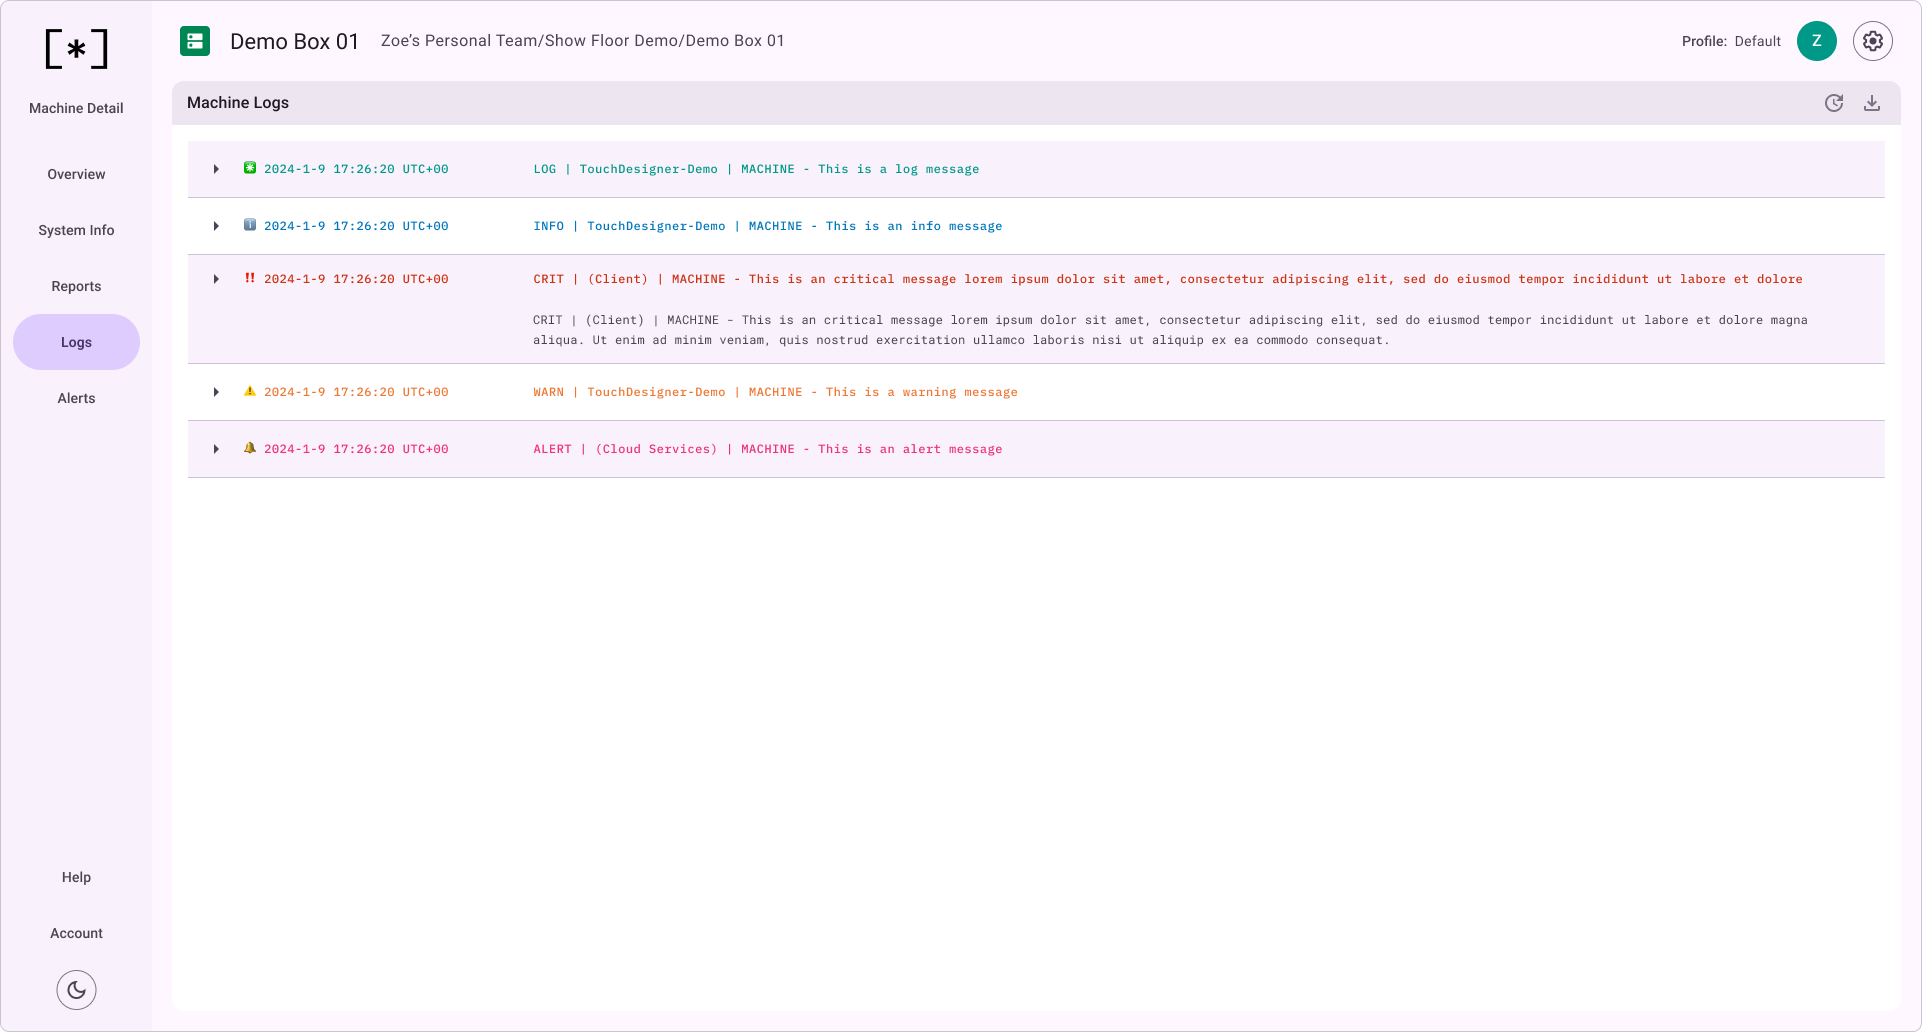 [*]
Demo Box 01
Zoe’s Personal Team/Show Floor Demo/Demo Box 01
Profile: Default
Z
Machine Detail
Overview
System Info
Reports
Logs
Alerts
Help
Account
Machine Logs
2024-1-9 17:26:20 UTC+00 LOG | TouchDesigner-Demo | MACHINE - This is a log message
2024-1-9 17:26:20 UTC+00 INFO | TouchDesigner-Demo | MACHINE - This is an info message
2024-1-9 17:26:20 UTC+00 CRIT | (Client) | MACHINE - This is an critical message lorem ipsum dolor sit amet, consectetur adipiscing elit, sed do eiusmod tempor incididunt ut labore et dolore
CRIT | (Client) | MACHINE - This is an critical message lorem ipsum dolor sit amet, consectetur adipiscing elit, sed do eiusmod tempor incididunt ut labore et dolore magna
aliqua. Ut enim ad minim veniam, quis nostrud exercitation ullamco laboris nisi ut aliquip ex ea commodo consequat.
2024-1-9 17:26:20 UTC+00 WARN | TouchDesigner-Demo | MACHINE - This is a warning message
2024-1-9 17:26:20 UTC+00 ALERT | (Cloud Services) | MACHINE - This is an alert message